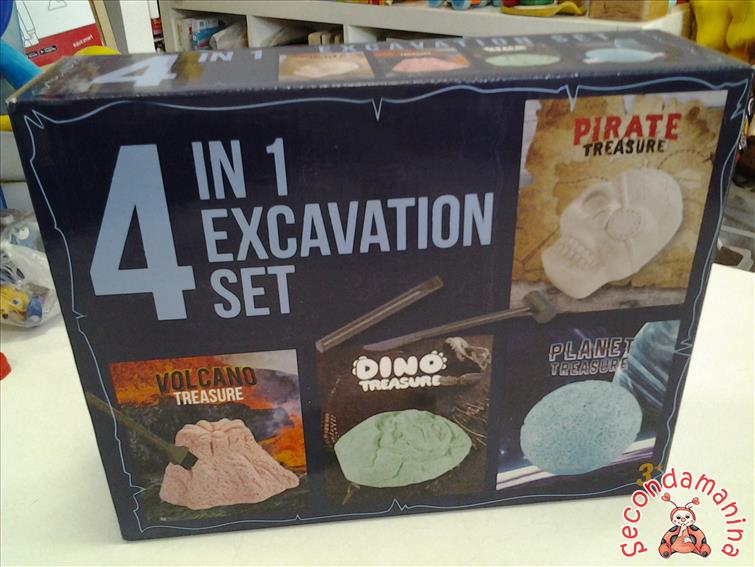 4 IN 1 EXCAVATION SET
4
IN 1
EXCAVATION
SET
PIRATE
TREASURE
VOLCANO
TREASURE
DINO
TREASURE
PLANET
TREASURE
3+
Secondamanina